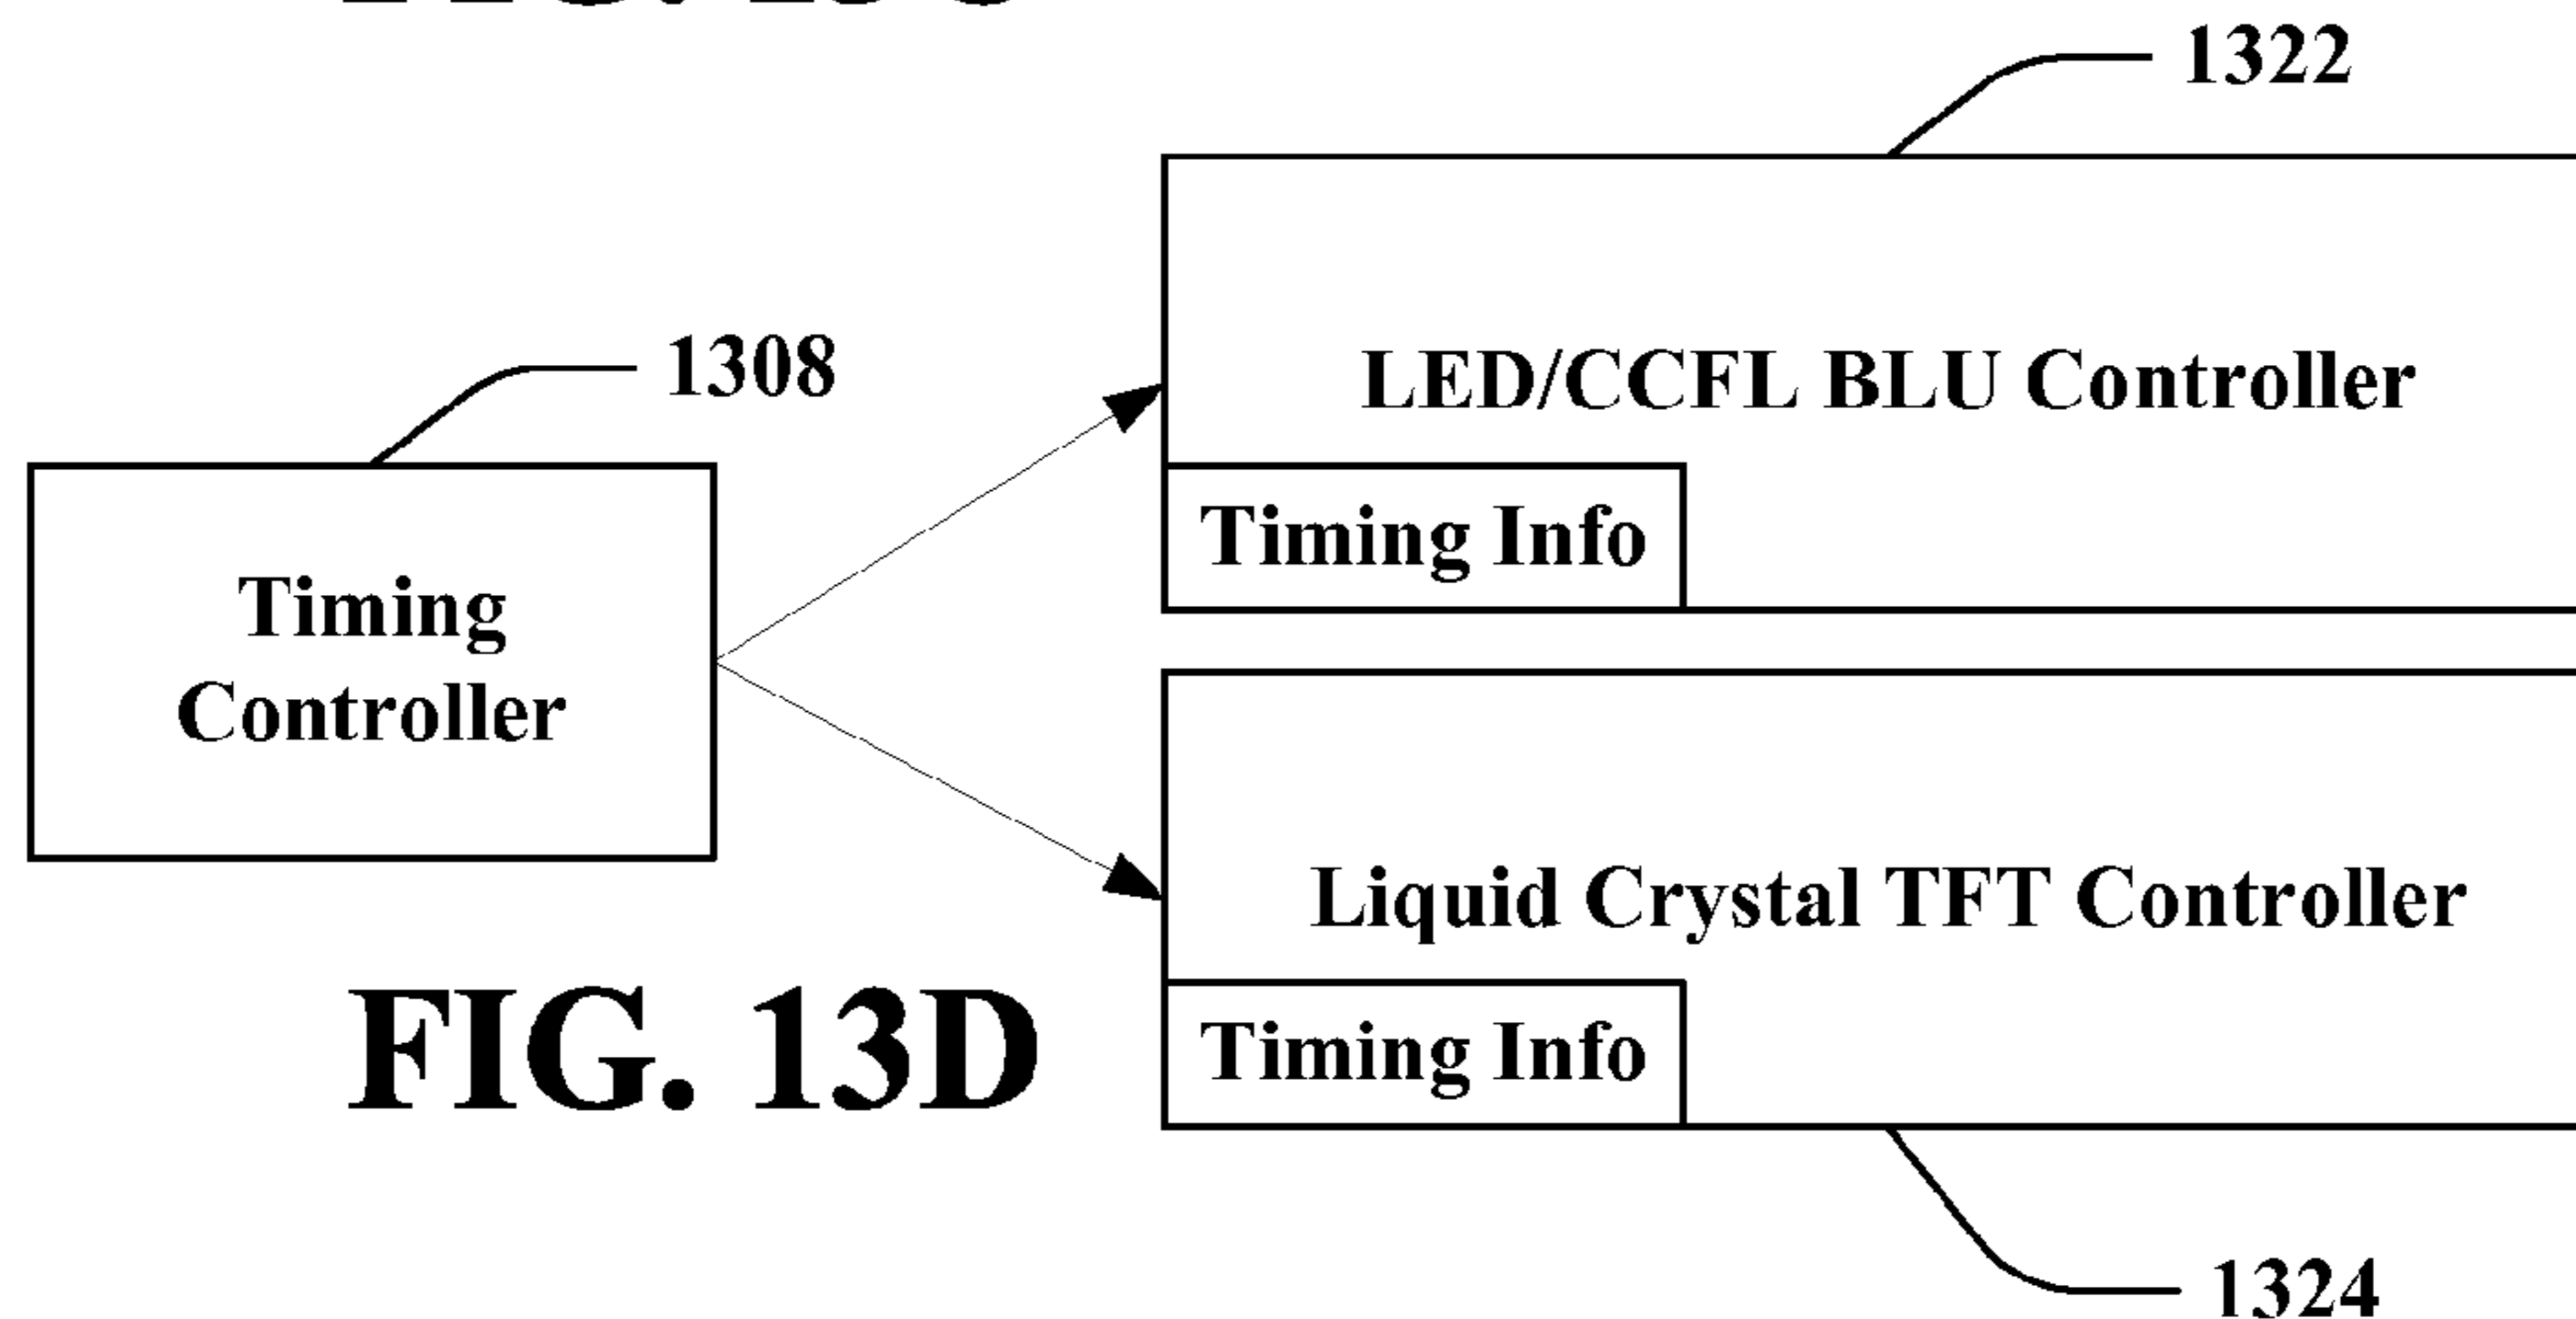 1322
1308
LED/CCFL BLU Controller
Timing Info
Timing
Controller
Liquid Crystal TFT Controller
Timing Info
FIG. 13D
1324